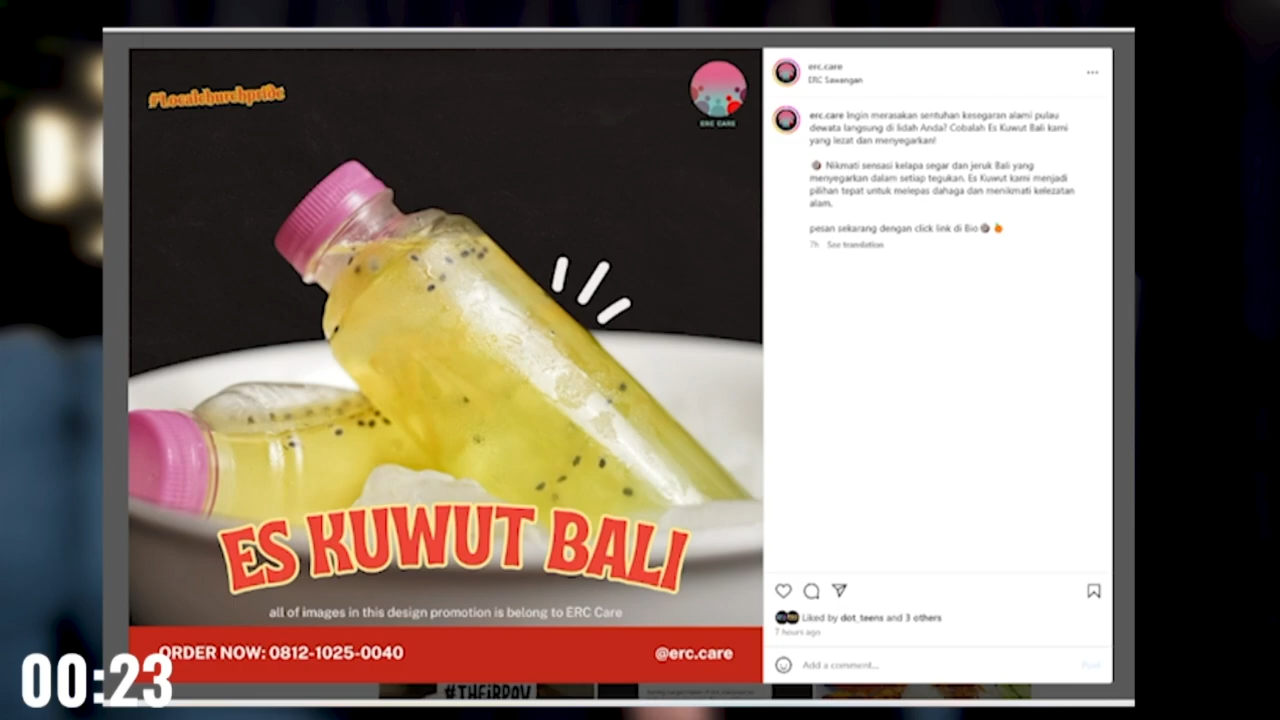 #Localchurchpride
ERC CARE
ES KUWUT BALI
all of images in this design promotion is belong to ERC Care
ORDER NOW: 0812-1025-0040
@erc.care
erc.care
ERC Sawangan
erc.care Ingin merasakan sentuhan kesegaran alami pulau
dewata langsung di lidah Anda? Cobalah Es Kuwut Bali kami
yang lezat dan menyegarkan!
Nikmati sensasi kelapa segar dan jeruk Bali yang
menyegarkan dalam setiap tegukan. Es Kuwut kami menjadi
pilihan tepat untuk melepas dahaga dan menikmati kelezatan
alam.
pesan sekarang dengan click link di Bio
7h See translation
Liked by dot_teens and 3 others
7 hours ago
Add a comment...
Post
#THEIRPOV
00:23